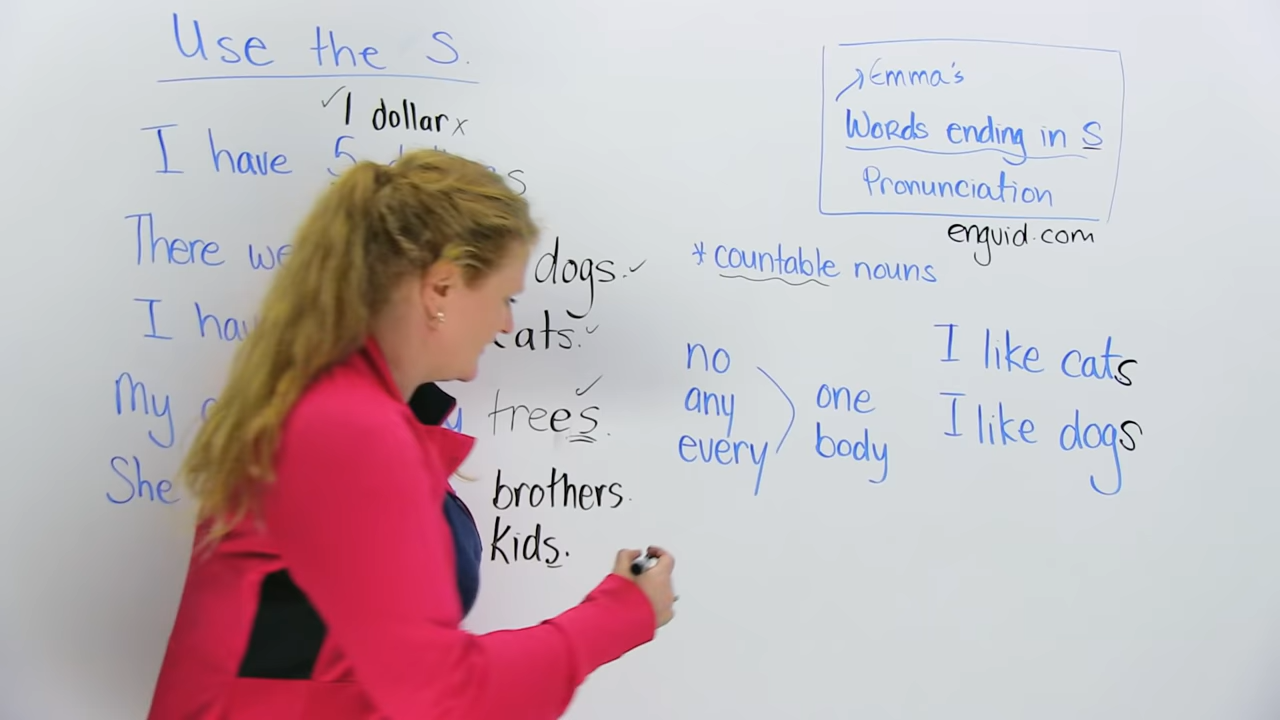 Use the S.
✓1 dollar x
I have 5
There we dogs. ✓
I hav cats. ✓
My trees. ✓
She brothers.
kids.
↗Emma's
Words ending in S
Pronunciation
engvid.com
*countable nouns
no
any
every
one
body
I like cats
I like dogs